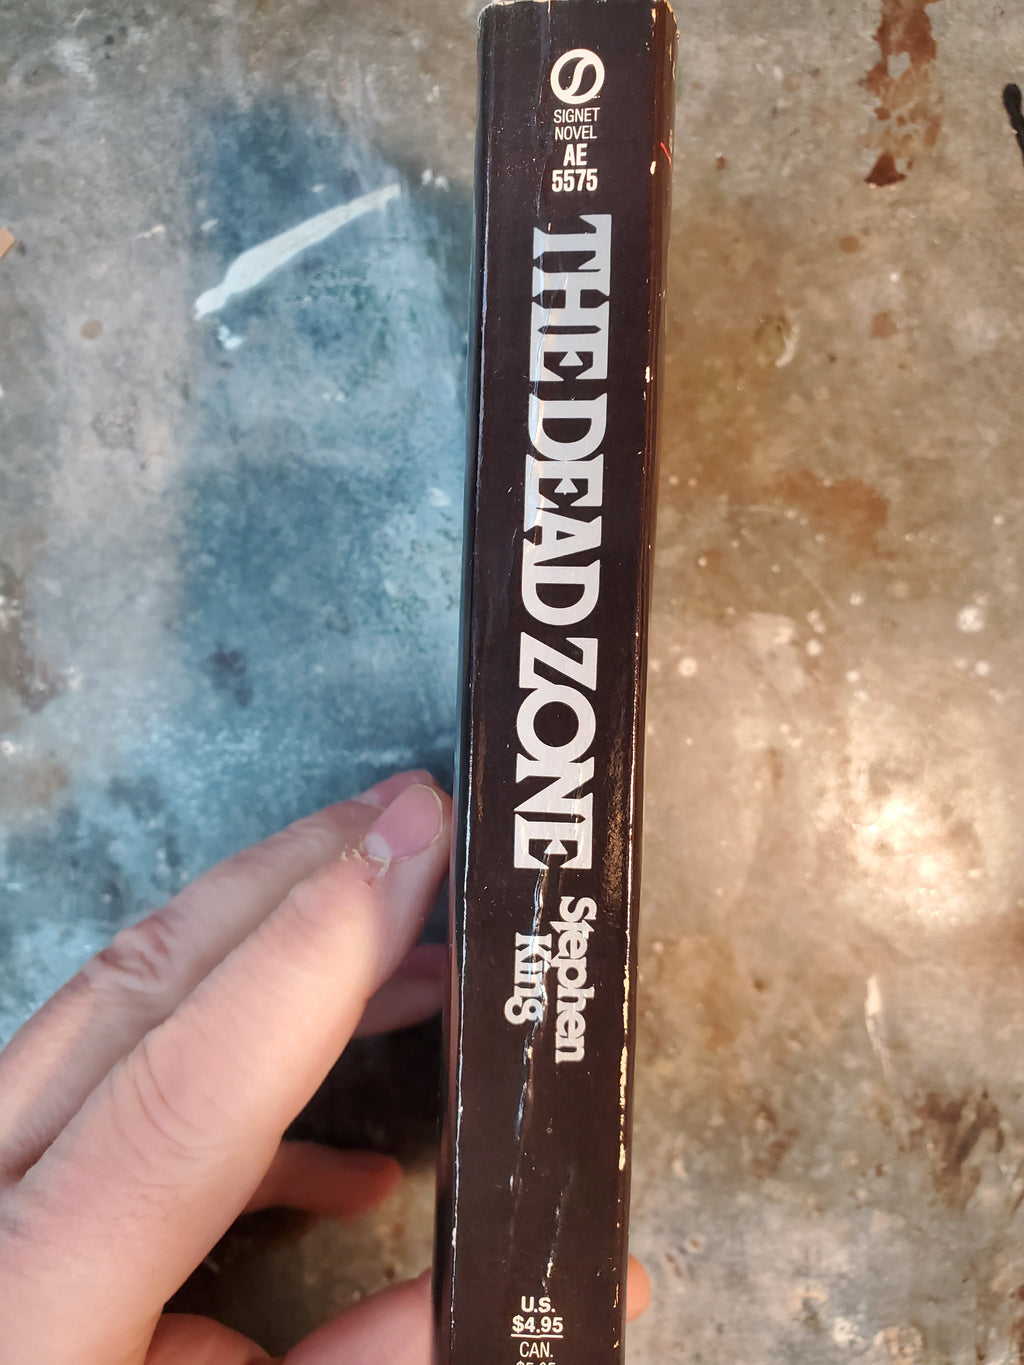 SIGNET
NOVEL
AE
5575
THE DEAD ZONE
Stephen
King
U.S.
$4.95
CAN.